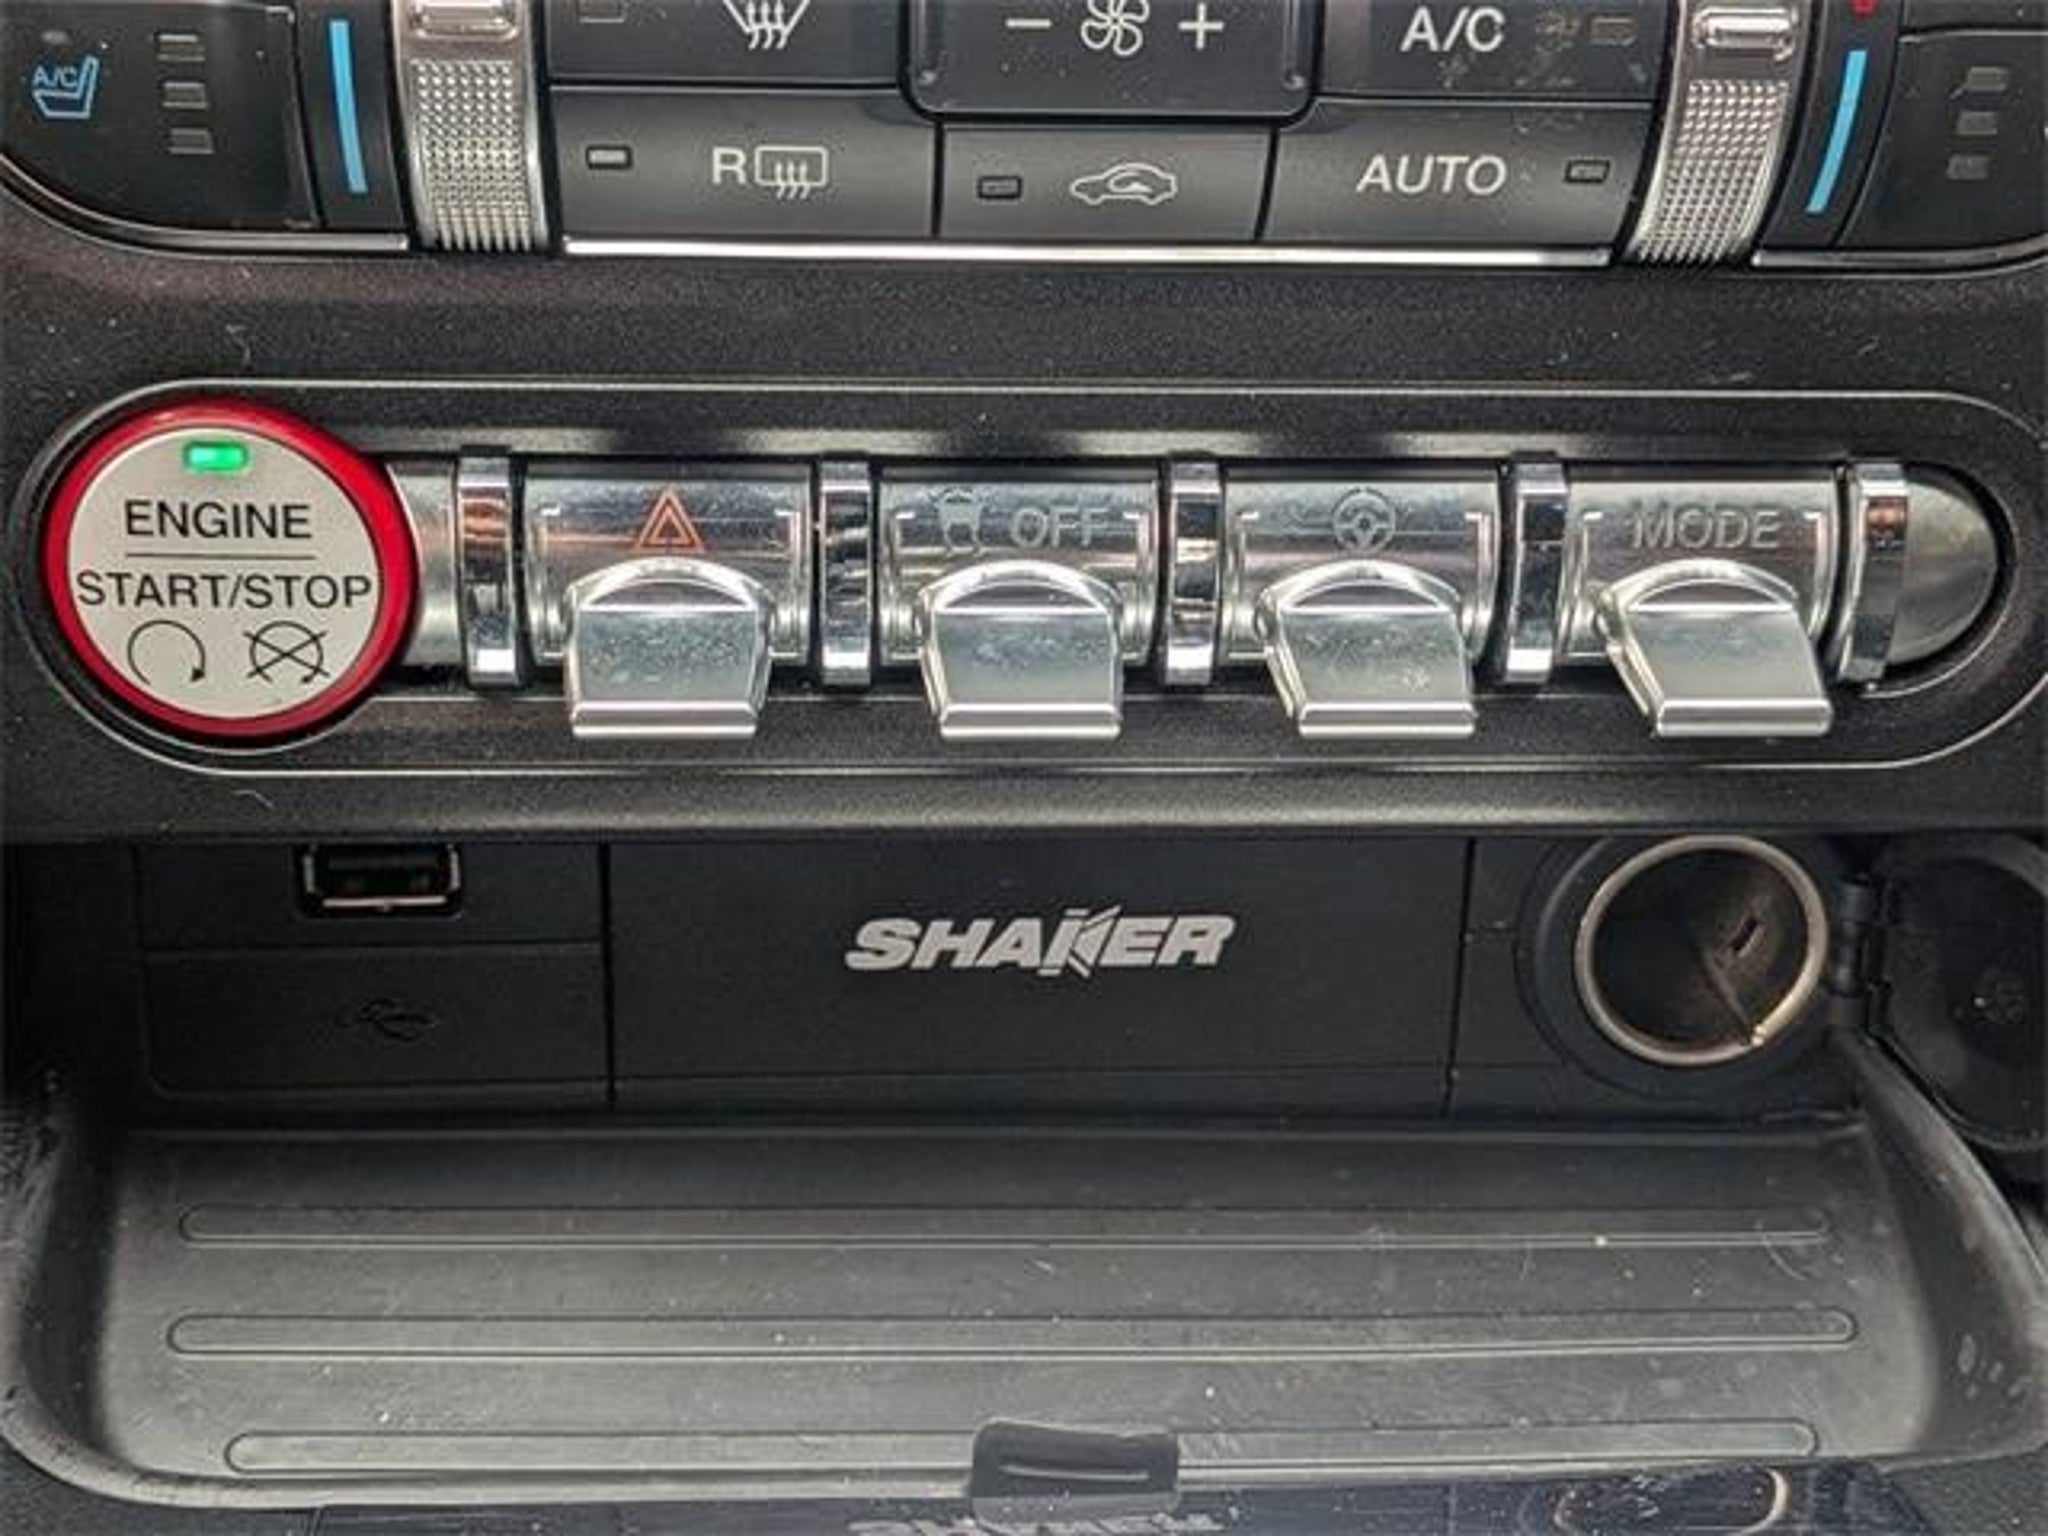 A/C
- +
A/C
R
AUTO
ENGINE
START/STOP
OFF
MODE
SHAKER